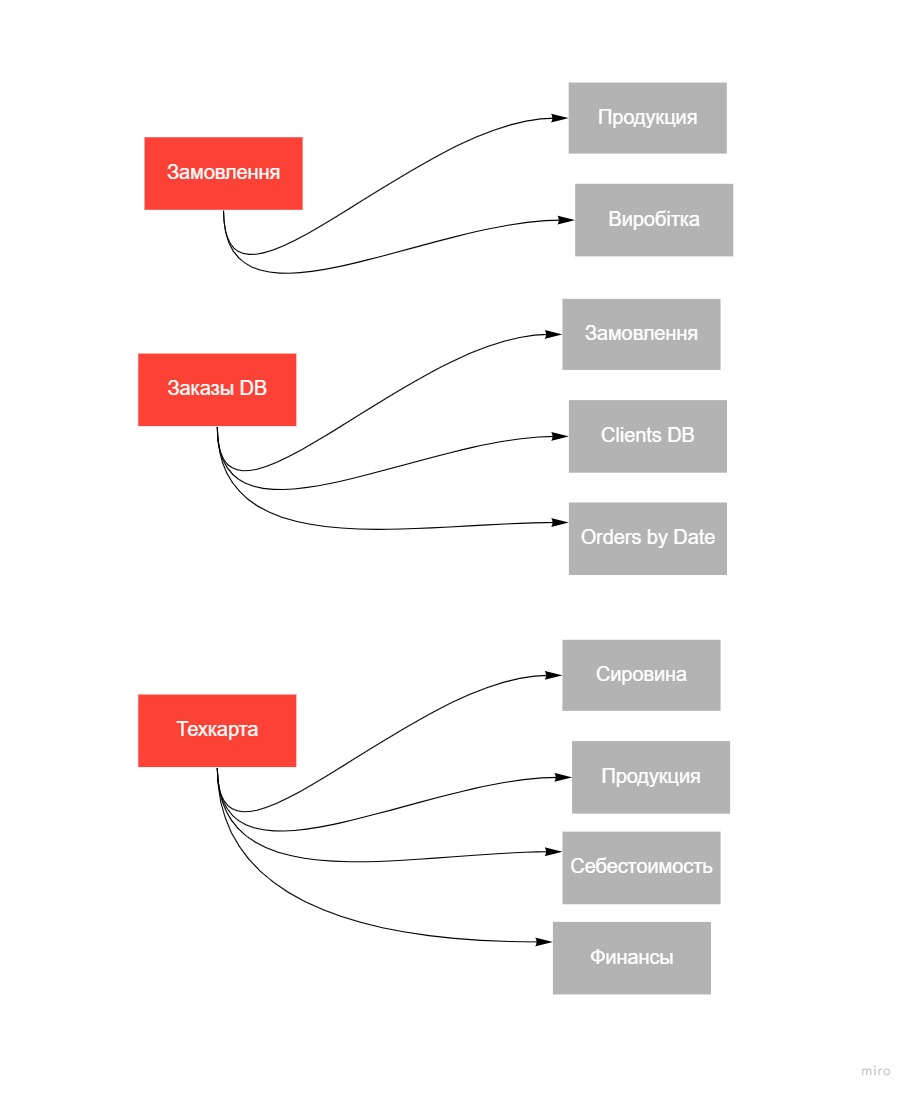 Замовлення
Продукция
Виробітка
Заказы DB
Замовлення
Clients DB
Orders by Date
Техкарта
Сировина
Продукция
Себестоимость
Финансы
miro